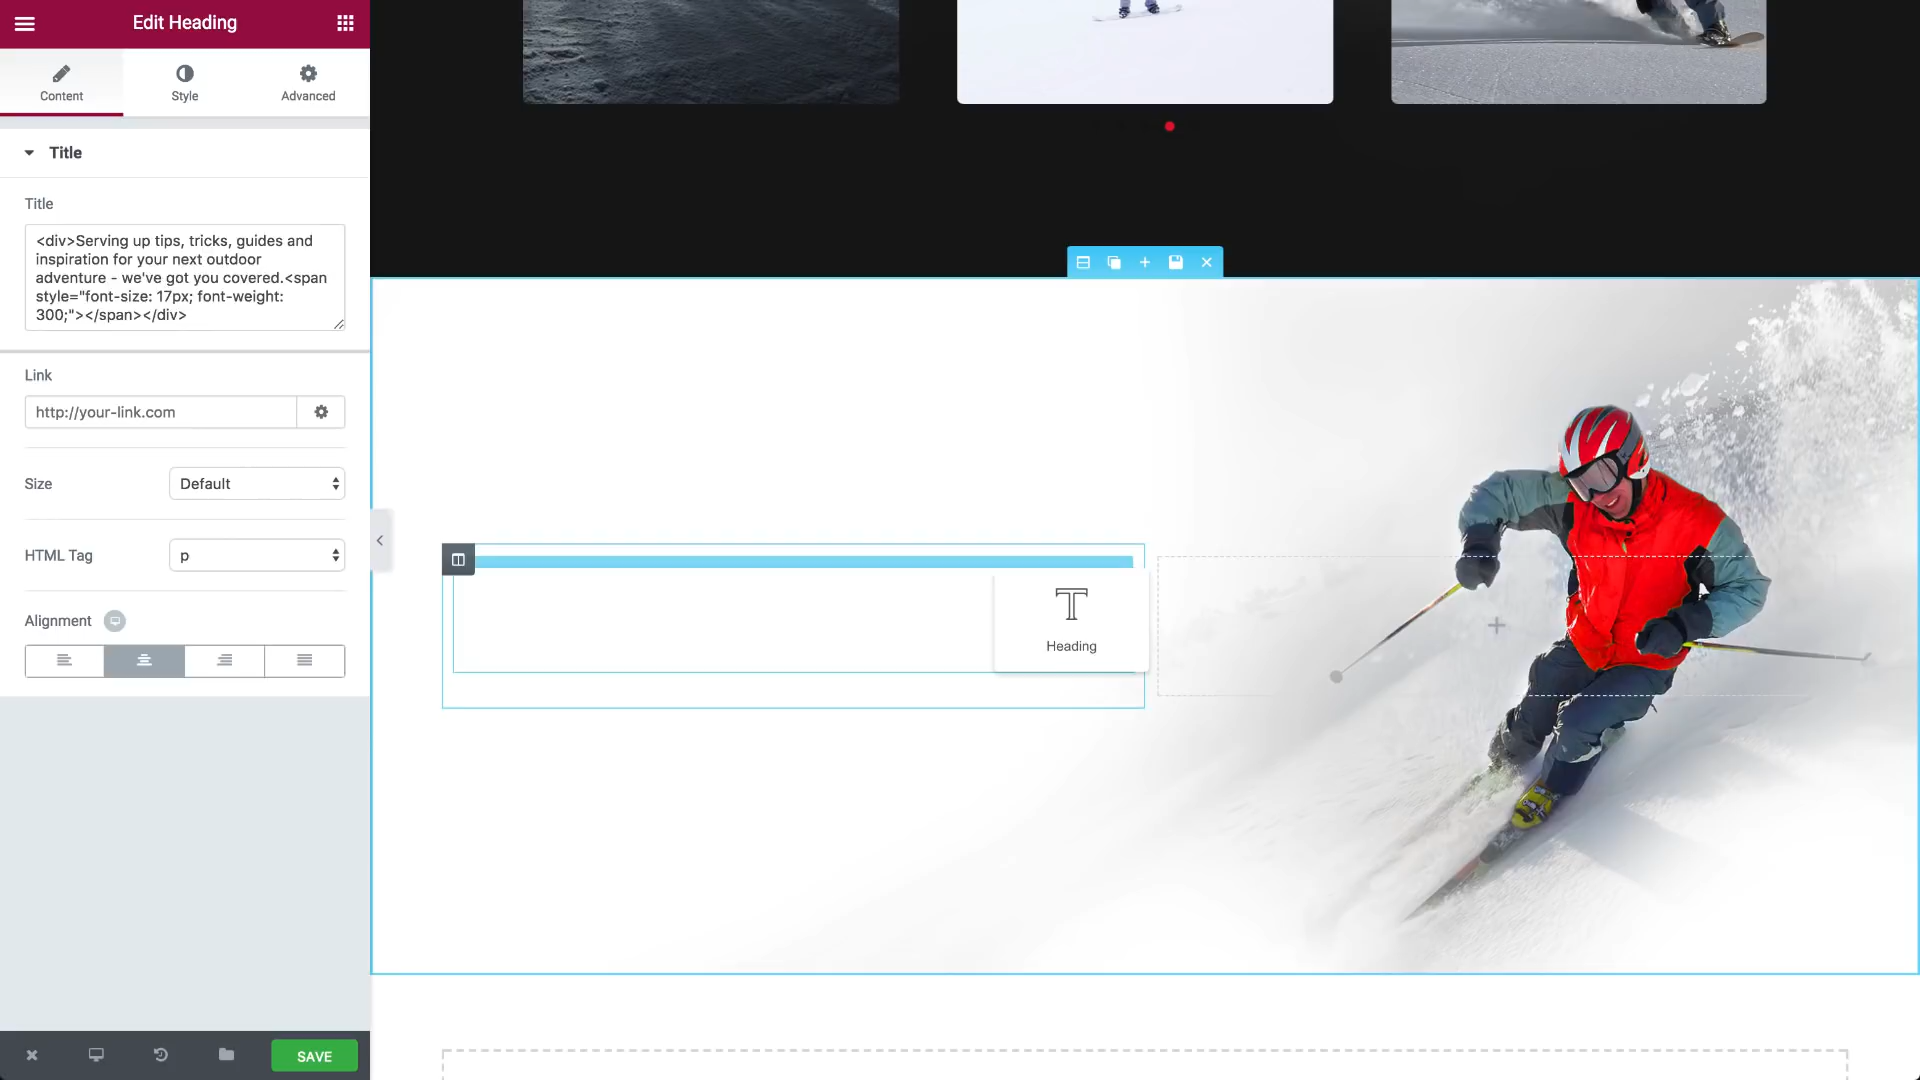 Edit Heading
Content
Style
Advanced
Title
Title
<div>Serving up tips, tricks, guides and
inspiration for your next outdoor
adventure - we've got you covered.<span
style="font-size: 17px; font-weight:
300;"></span></div>
Link
http://your-link.com
Size
Default
HTML Tag
p
Alignment
Heading
SAVE